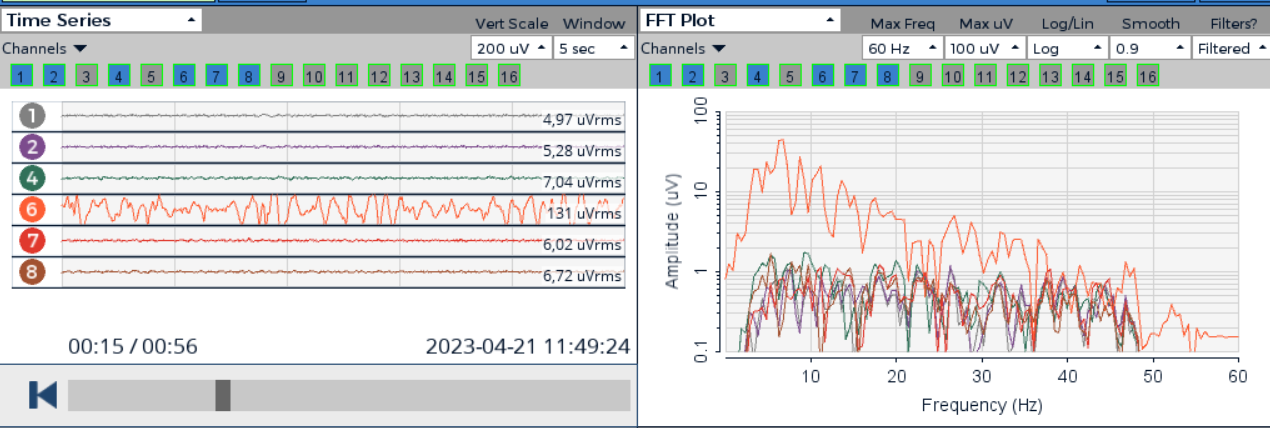 Time Series
Vert Scale Window
Channels
200 uV 5 sec
1 2 3 4 5 6 7 8 9 10 11 12 13 14 15 16
1 4,97 uVrms
2 5,28 uVrms
4 7,04 uVrms
6 131 uVrms
7 6,02 uVrms
8 6,72 uVrms
00:15 / 00:56 2023-04-21 11:49:24
FFT Plot
Max Freq Max uV Log/Lin Smooth Filters?
Channels
60 Hz 100 uV Log 0.9 Filtered
1 2 3 4 5 6 7 8 9 10 11 12 13 14 15 16
Amplitude (uV)
100
10
1
0.1
10 20 30 40 50 60
Frequency (Hz)